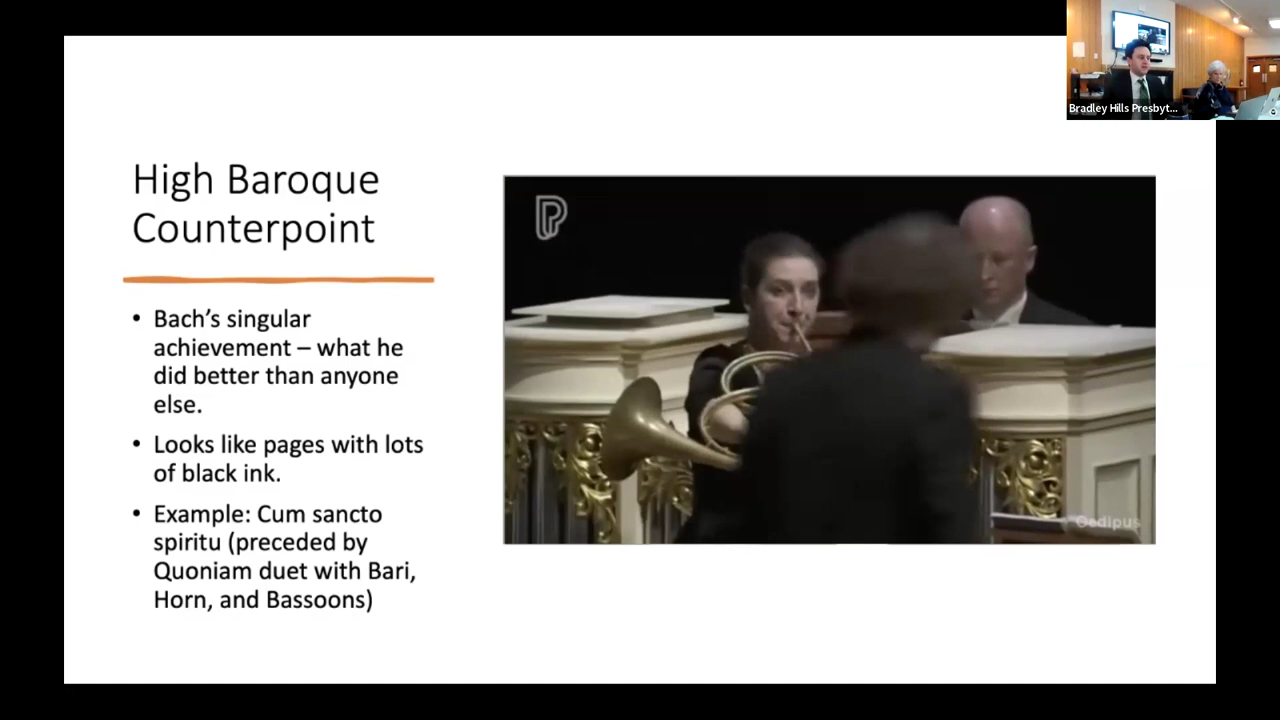 Bradley Hills Presbyt...
High Baroque
Counterpoint
• Bach’s singular
achievement – what he
did better than anyone
else.
• Looks like pages with lots
of black ink.
• Example: Cum sancto
spiritu (preceded by
Quoniam duet with Bari,
Horn, and Bassoons)
Oedipus